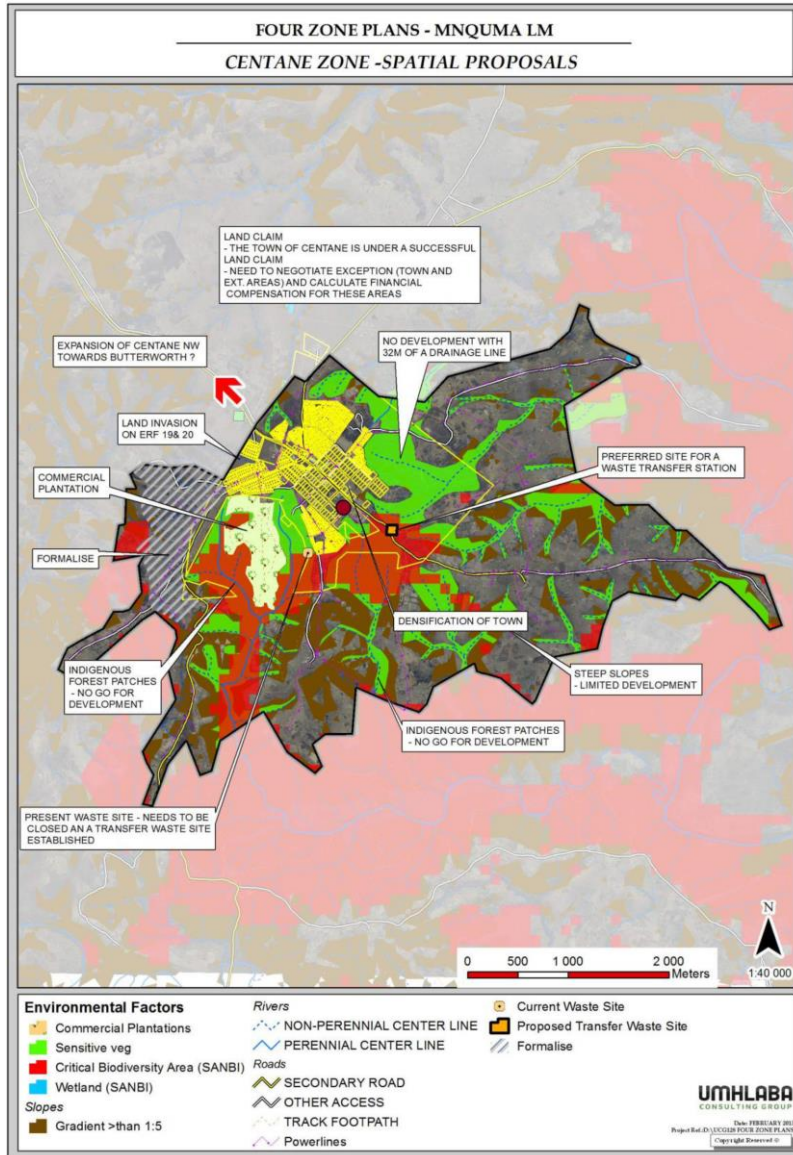 FOUR ZONE PLANS - MNQUMA LM
CENTANE ZONE -SPATIAL PROPOSALS
LAND CLAIM
- THE TOWN OF CENTANE IS UNDER A SUCCESSFUL
LAND CLAIM
- NEED TO NEGOTIATE EXCEPTION (TOWN AND
EXT. AREAS) AND CALCULATE FINANCIAL
COMPENSATION FOR THESE AREAS
EXPANSION OF CENTANE NW
TOWARDS BUTTERWORTH ?
NO DEVELOPMENT WITH
32M OF A DRAINAGE LINE
LAND INVASION
ON ERF 19& 20
PREFERRED SITE FOR A
WASTE TRANSFER STATION
COMMERCIAL
PLANTATION
FORMALISE
DENSIFICATION OF TOWN
INDIGENOUS
FOREST PATCHES
- NO GO FOR
DEVELOPMENT
STEEP SLOPES
- LIMITED DEVELOPMENT
INDIGENOUS FOREST PATCHES
- NO GO FOR DEVELOPMENT
PRESENT WASTE SITE - NEEDS TO BE
CLOSED AN A TRANSFER WASTE SITE
ESTABLISHED
N
0 500 1 000 2 000
Meters
1:40 000
Environmental Factors
Commercial Plantations
Sensitive veg
Critical Biodiversity Area (SANBI)
Wetland (SANBI)
Slopes
Gradient >than 1:5
Rivers
NON-PERENNIAL CENTER LINE
PERENNIAL CENTER LINE
Roads
SECONDARY ROAD
OTHER ACCESS
TRACK FOOTPATH
Powerlines
Current Waste Site
Proposed Transfer Waste Site
Formalise
UMHLABA
CONSULTING GROUP
Date: FEBRUARY
Project Ref: FOUR ZONE PLANS
Copyright Reserved ©